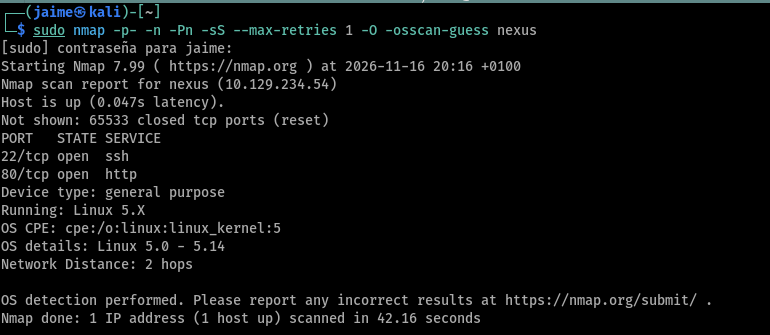 (jaime㉿kali)-[~]
$ sudo nmap -p- -n -Pn -sS --max-retries 1 -O -osscan-guess nexus
[sudo] contraseña para jaime:
Starting Nmap 7.99 ( https://nmap.org ) at 2026-11-16 20:16 +0100
Nmap scan report for nexus (10.129.234.54)
Host is up (0.047s latency).
Not shown: 65533 closed tcp ports (reset)
PORT   STATE SERVICE
22/tcp open  ssh
80/tcp open  http
Device type: general purpose
Running: Linux 5.X
OS CPE: cpe:/o:linux:linux_kernel:5
OS details: Linux 5.0 - 5.14
Network Distance: 2 hops

OS detection performed. Please report any incorrect results at https://nmap.org/submit/ .
Nmap done: 1 IP address (1 host up) scanned in 42.16 seconds